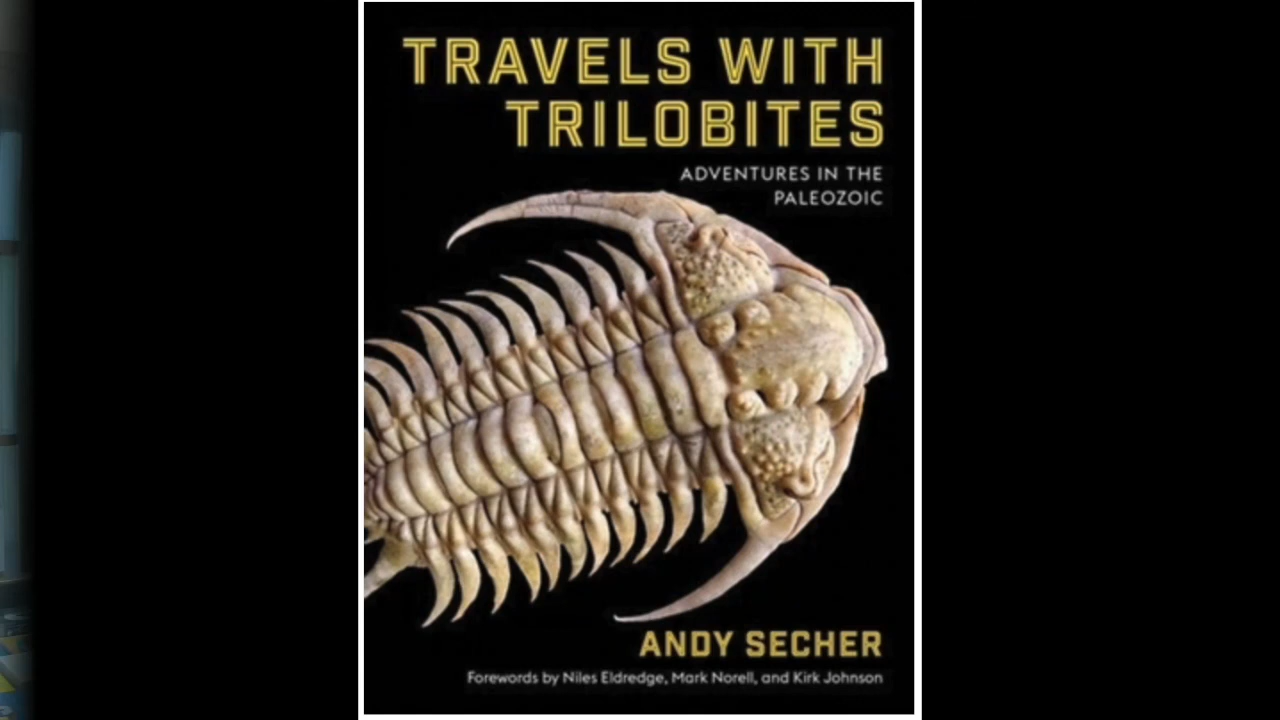 TRAVELS WITH
TRILOBITES
ADVENTURES IN THE
PALEOZOIC
ANDY SECHER
Forewords by Niles Eldredge, Mark Norell, and Kirk Johnson